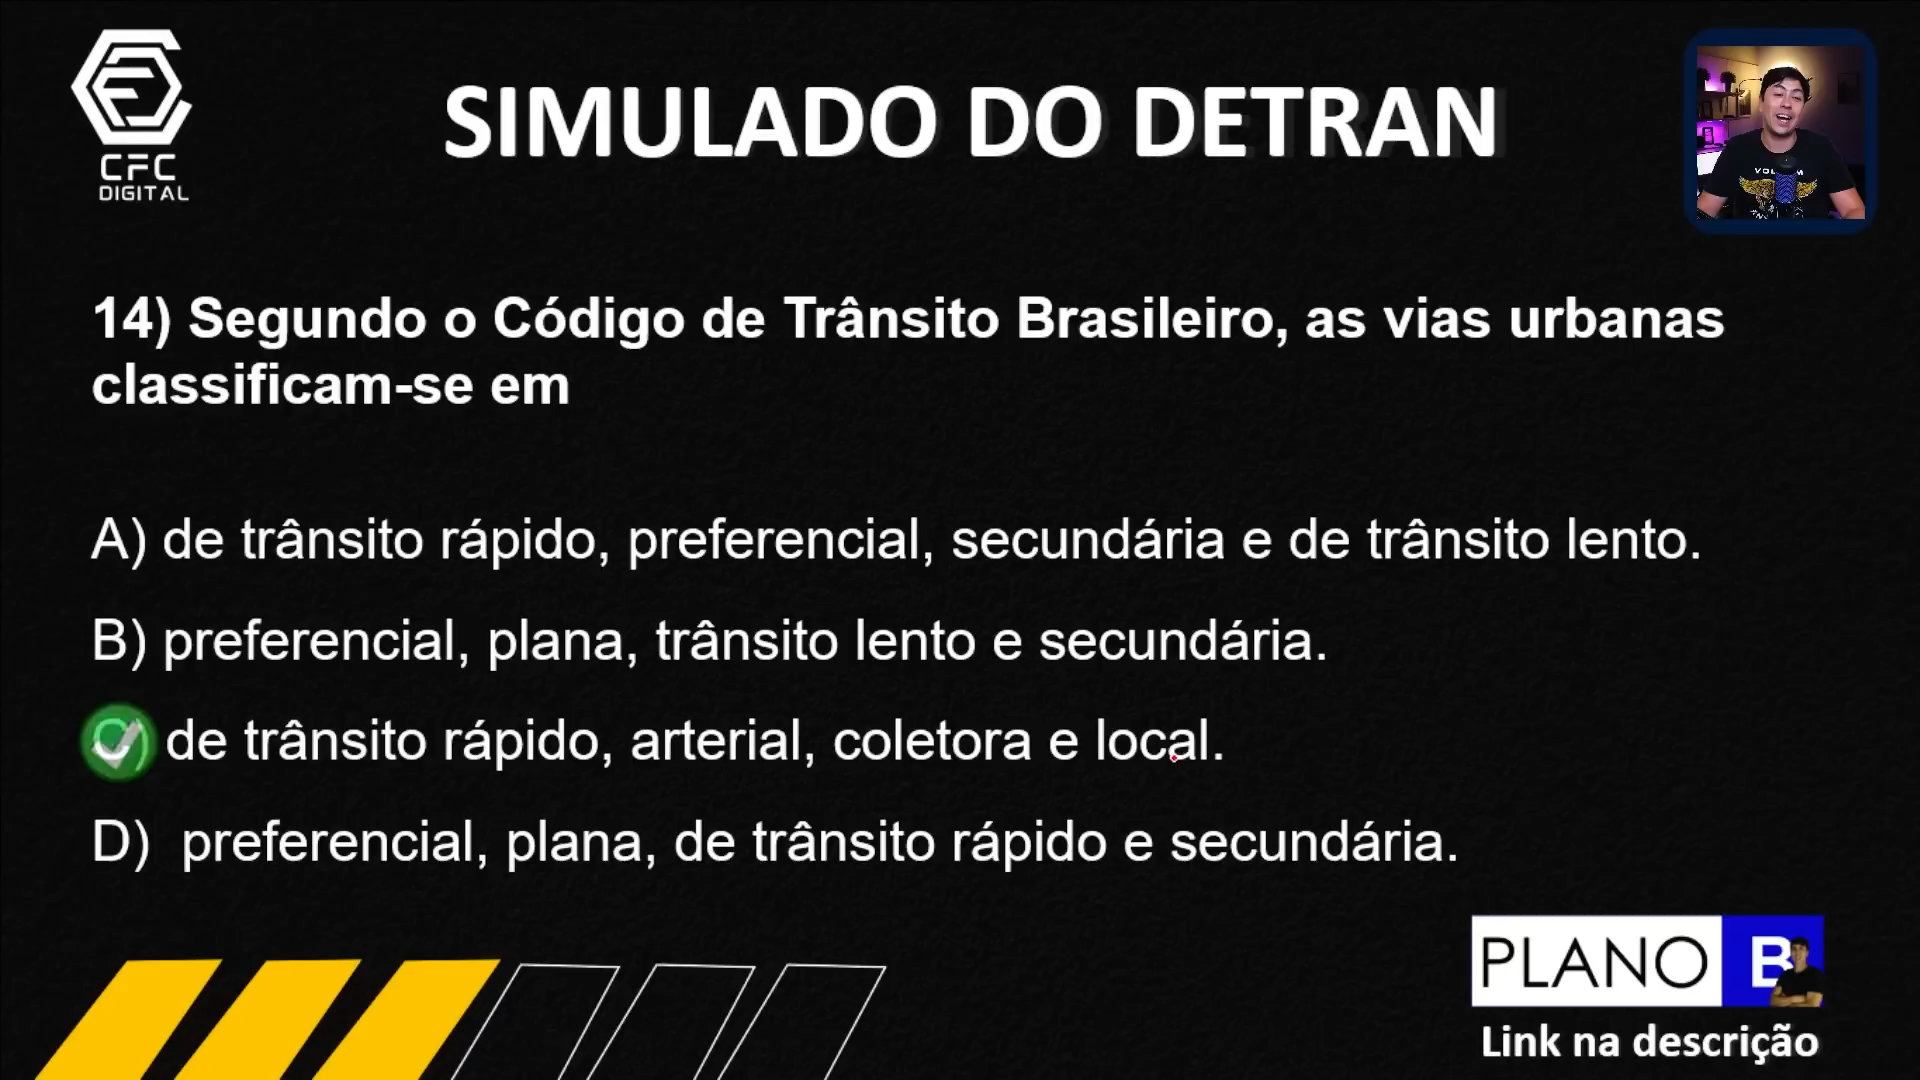 CFC
DIGITAL
SIMULADO DO DETRAN
14) Segundo o Código de Trânsito Brasileiro, as vias urbanas
classificam-se em
A) de trânsito rápido, preferencial, secundária e de trânsito lento.
B) preferencial, plana, trânsito lento e secundária.
de trânsito rápido, arterial, coletora e local.
D) preferencial, plana, de trânsito rápido e secundária.
PLANO B
Link na descrição